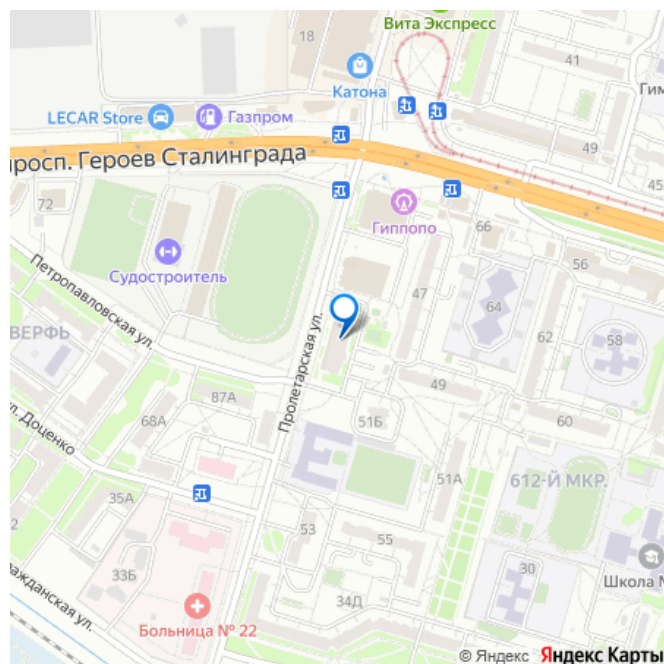 Вита Экспресс
18
41
Катона
Гим
LECAR Store
Газпром
49
просп. Героев Сталинграда
45
72
Гиппопо
66
Судостроитель
56
Петропавловская ул.
47
64
ВЕРФЬ
62
58
Пролетарская ул.
49
87А
68А
51Б
60
ул. Доценко
51А
612-Й МКР.
35А
2
53
55
33Б
30
Школа №
Гражданская ул.
34Д
Больница № 22
© Яндекс Яндекс Карты